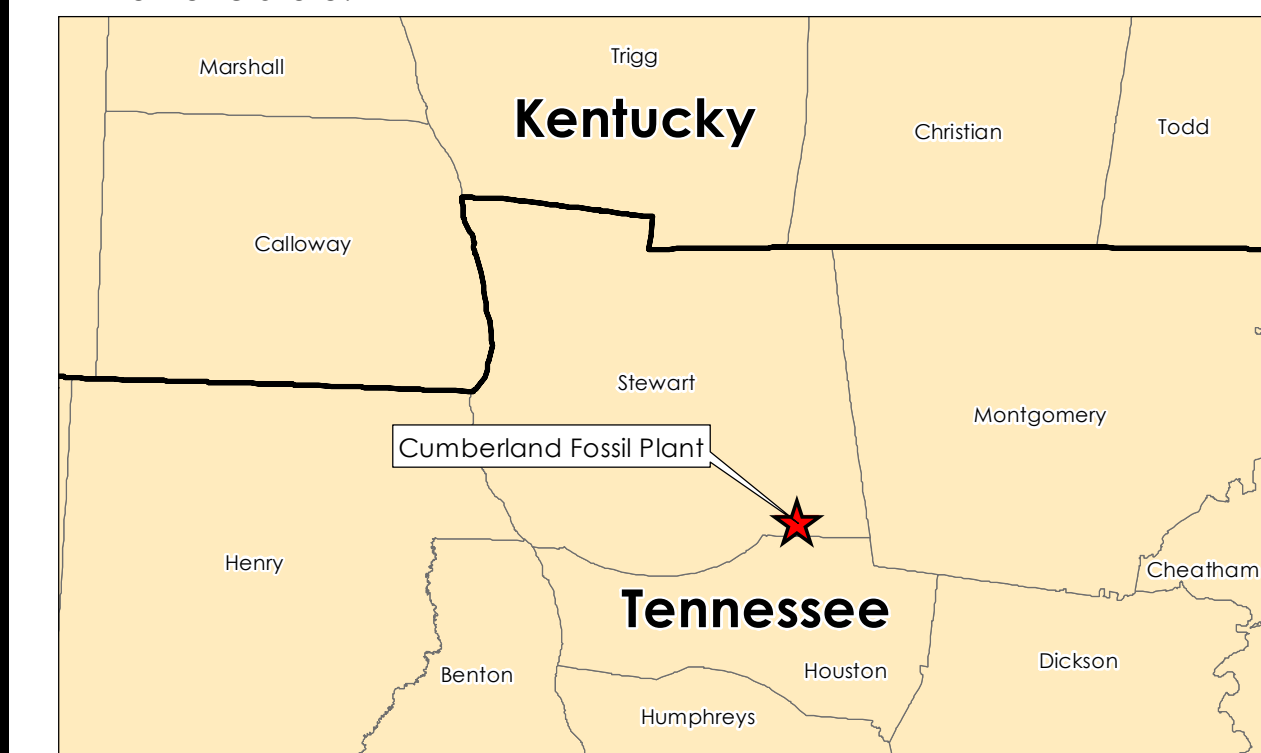 Marshall
Trigg
Kentucky
Christian
Todd
Calloway
Stewart
Montgomery
Cumberland Fossil Plant
Henry
Cheatham
Tennessee
Benton
Houston
Dickson
Humphreys